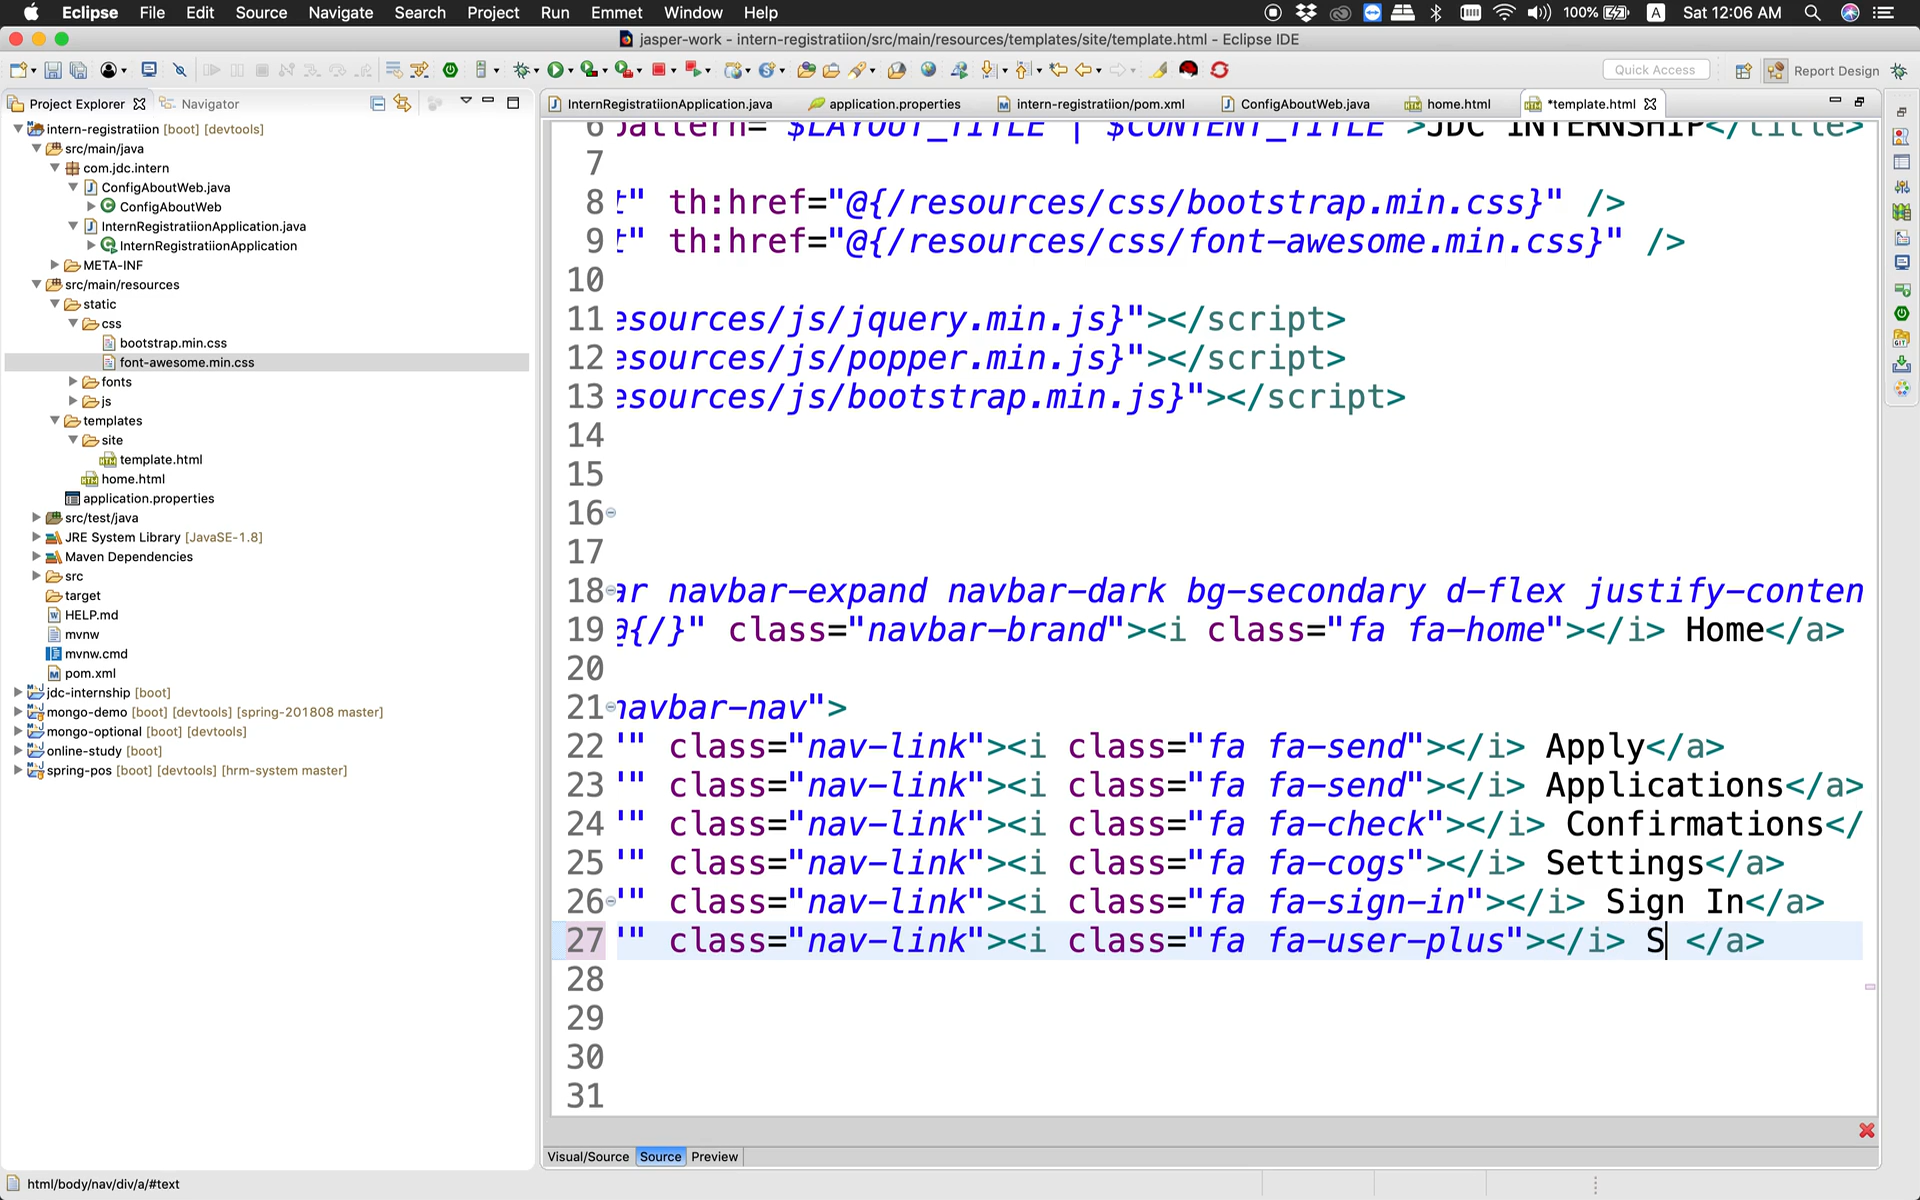 Eclipse File Edit Source Navigate Search Project Run Emmet Window Help 100% A Sat 12:06 AM
jasper-work - intern-registratiion/src/main/resources/templates/site/template.html - Eclipse IDE
Quick Access Report Design
Project Explorer Navigator
InternRegistratiionApplication.java application.properties intern-registratiion/pom.xml ConfigAboutWeb.java home.html *template.html
intern-registratiion [boot] [devtools]
src/main/java
com.jdc.intern
ConfigAboutWeb.java
ConfigAboutWeb
InternRegistratiionApplication.java
InternRegistratiionApplication
META-INF
src/main/resources
static
css
bootstrap.min.css
font-awesome.min.css
fonts
js
templates
site
template.html
home.html
application.properties
src/test/java
JRE System Library [JavaSE-1.8]
Maven Dependencies
src
target
HELP.md
mvnw
mvnw.cmd
pom.xml
jdc-internship [boot]
mongo-demo [boot] [devtools] [spring-201808 master]
mongo-optional [boot] [devtools]
online-study [boot]
spring-pos [boot] [devtools] [hrm-system master]
6 pattern="$LAYOUT_TITLE | $CONTENT_TITLE">JDC INTERNSHIP</title>
7
8 t" th:href="@{/resources/css/bootstrap.min.css}" />
9 t" th:href="@{/resources/css/font-awesome.min.css}" />
10
11 esources/js/jquery.min.js}"></script>
12 esources/js/popper.min.js}"></script>
13 esources/js/bootstrap.min.js}"></script>
14
15
16
17
18 ar navbar-expand navbar-dark bg-secondary d-flex justify-conten
19 @{/}" class="navbar-brand"><i class="fa fa-home"></i> Home</a>
20
21 navbar-nav">
22 '" class="nav-link"><i class="fa fa-send"></i> Apply</a>
23 '" class="nav-link"><i class="fa fa-send"></i> Applications</a>
24 '" class="nav-link"><i class="fa fa-check"></i> Confirmations</
25 '" class="nav-link"><i class="fa fa-cogs"></i> Settings</a>
26 '" class="nav-link"><i class="fa fa-sign-in"></i> Sign In</a>
27 '" class="nav-link"><i class="fa fa-user-plus"></i> S </a>
28
29
30
31
Visual/Source Source Preview
html/body/nav/div/a/#text